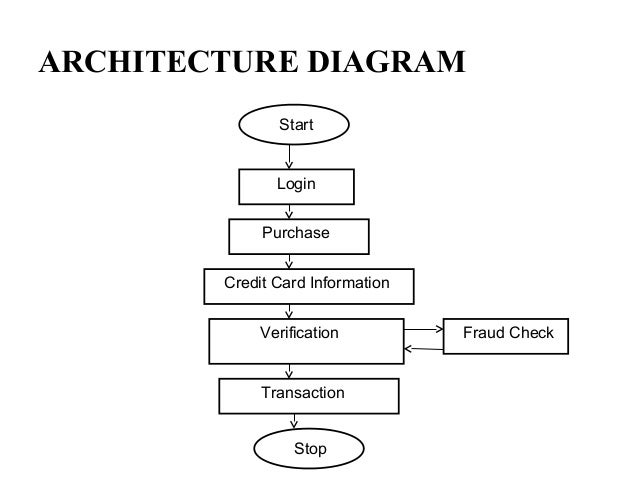 ARCHITECTURE DIAGRAM
Start
Login
Purchase
Credit Card Information
Verification
Fraud Check
Transaction
Stop